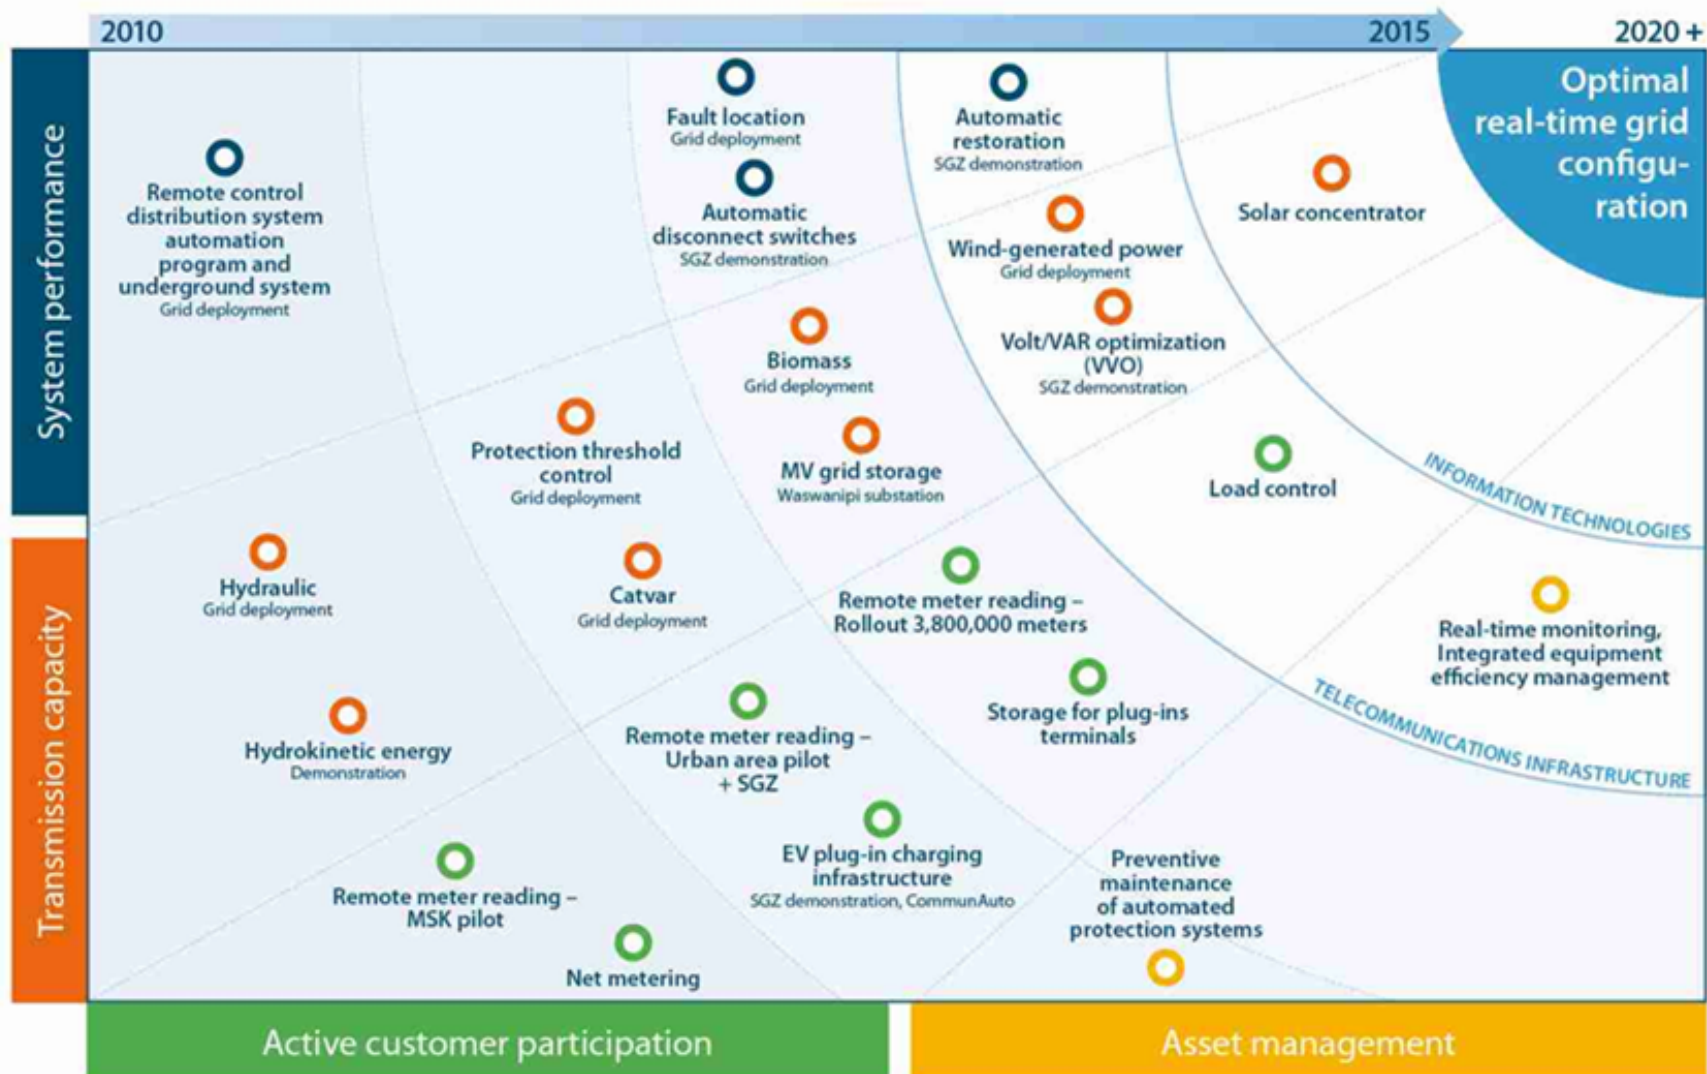 2010
2015
2020 +
Optimal
real-time grid
configu-
ration
System performance
Transmission capacity
Fault location
Grid deployment
Automatic
disconnect switches
SGZ demonstration
Automatic
restoration
SGZ demonstration
Remote control
distribution system
automation
program and
underground system
Grid deployment
Wind-generated power
Grid deployment
Volt/VAR optimization
(VVO)
SGZ demonstration
Solar concentrator
Biomass
Grid deployment
MV grid storage
Waswanipi substation
Protection threshold
control
Grid deployment
Catvar
Grid deployment
Hydraulic
Grid deployment
Hydrokinetic energy
Demonstration
Load control
INFORMATION TECHNOLOGIES
Remote meter reading –
Rollout 3,800,000 meters
Storage for plug-ins
terminals
Real-time monitoring,
Integrated equipment
efficiency management
TELECOMMUNICATIONS INFRASTRUCTURE
Remote meter reading –
Urban area pilot
+ SGZ
EV plug-in charging
infrastructure
SGZ demonstration, CommunAuto
Remote meter reading –
MSK pilot
Net metering
Preventive
maintenance
of automated
protection systems
Active customer participation
Asset management